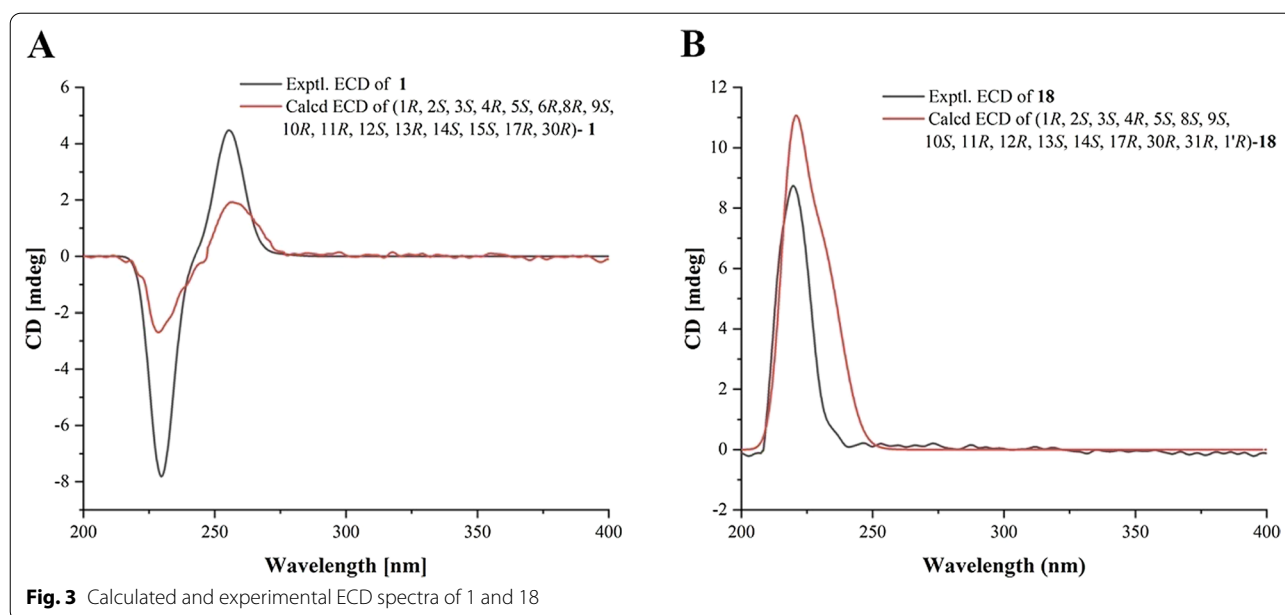 A
Exptl. ECD of 1
Calcd ECD of (1R, 2S, 3S, 4R, 5S, 6R,8R, 9S,
10R, 11R, 12S, 13R, 14S, 15S, 17R, 30R)- 1
CD [mdeg]
6
4
2
0
-2
-4
-6
-8
200
250
300
350
400
Wavelength [nm]
B
Exptl. ECD of 18
Calcd ECD of (1R, 2S, 3S, 4R, 5S, 8S, 9S,
10S, 11R, 12R, 13S, 14S, 17R, 30R, 31R, 1'R)-18
CD [mdeg]
12
10
8
6
4
2
0
-2
200
250
300
350
400
Wavelength (nm)
Fig. 3 Calculated and experimental ECD spectra of 1 and 18